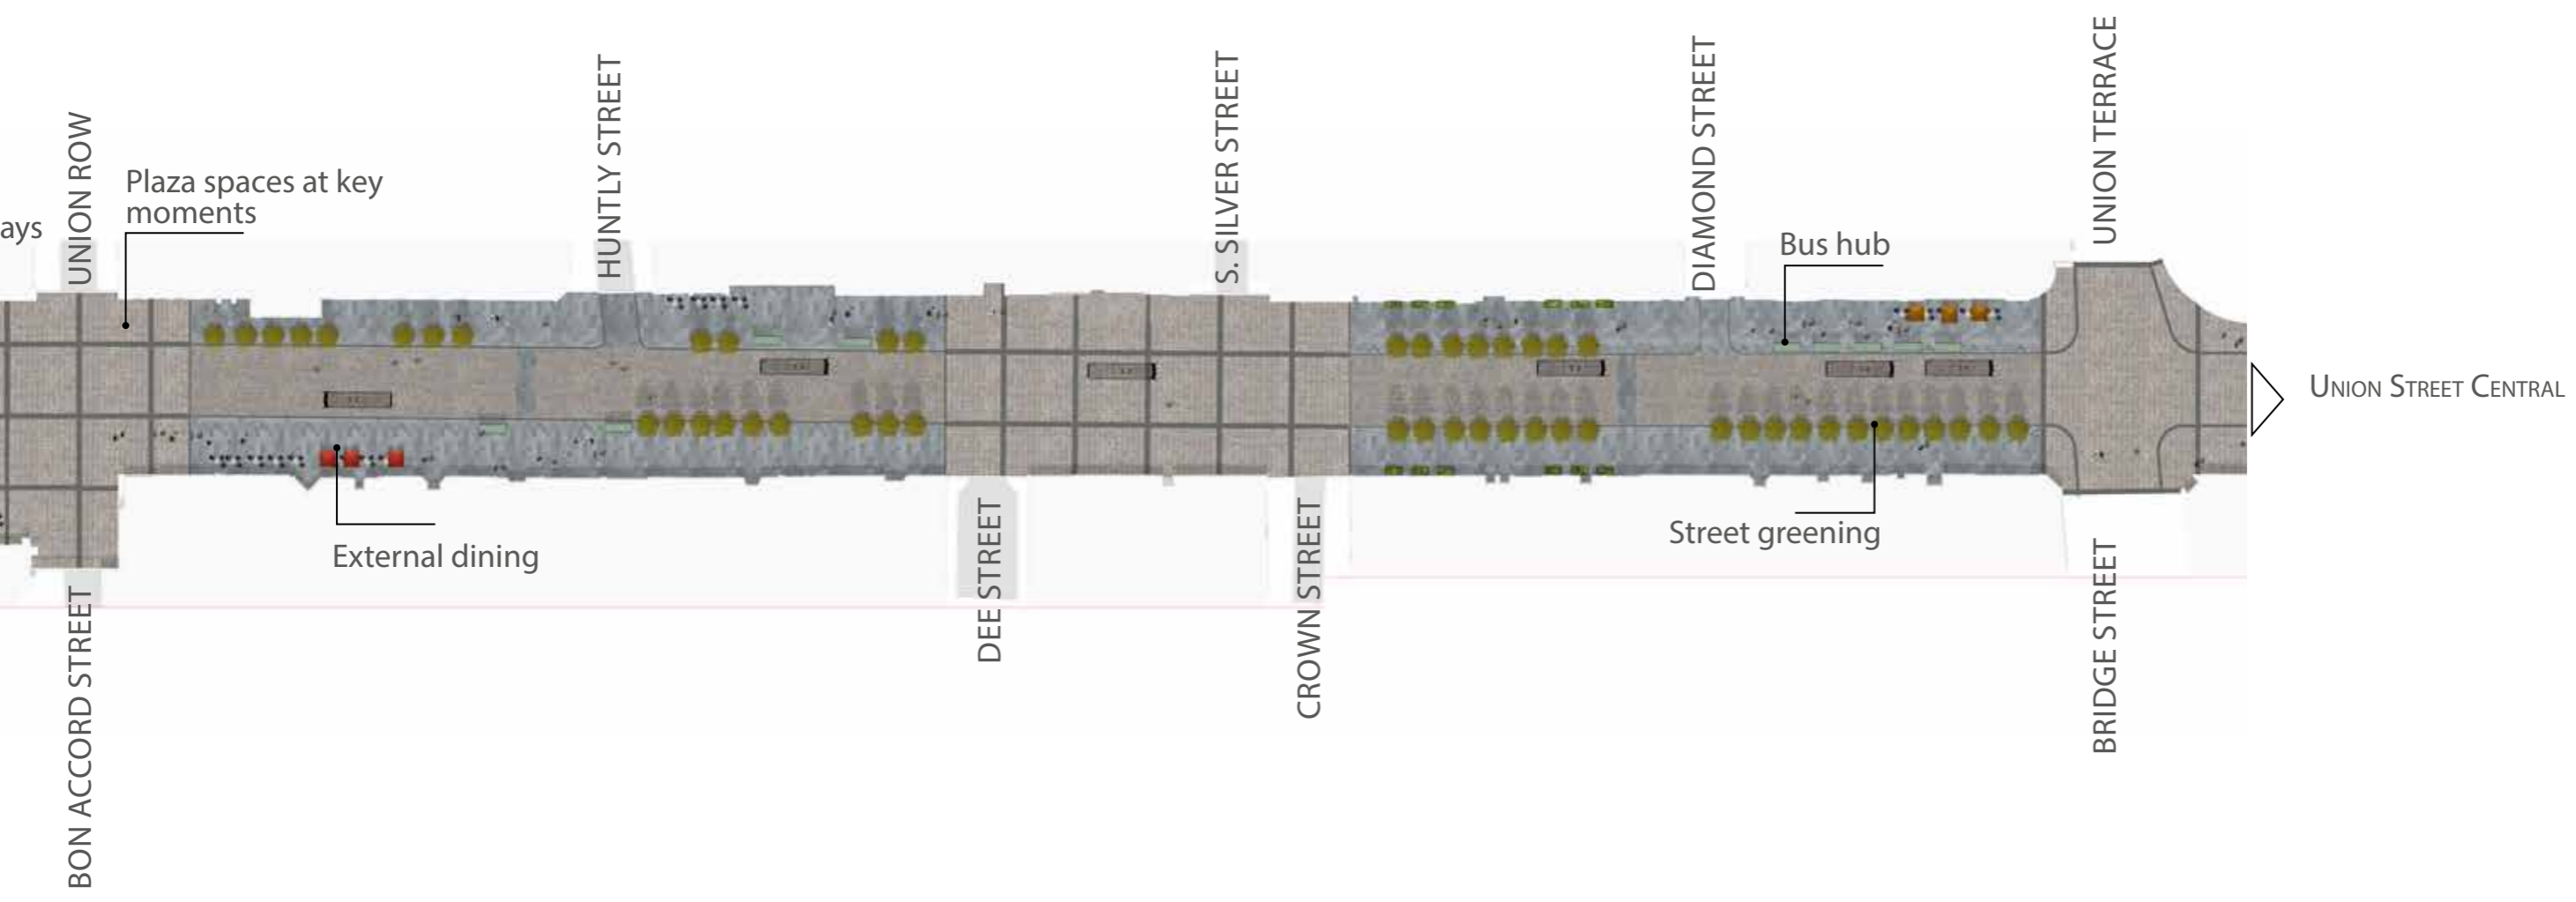 UNION ROW
HUNTLY STREET
S. SILVER STREET
DIAMOND STREET
UNION TERRACE
Plaza spaces at key
moments
ays
Bus hub
UNION STREET CENTRAL
External dining
Street greening
BON ACCORD STREET
DEE STREET
CROWN STREET
BRIDGE STREET